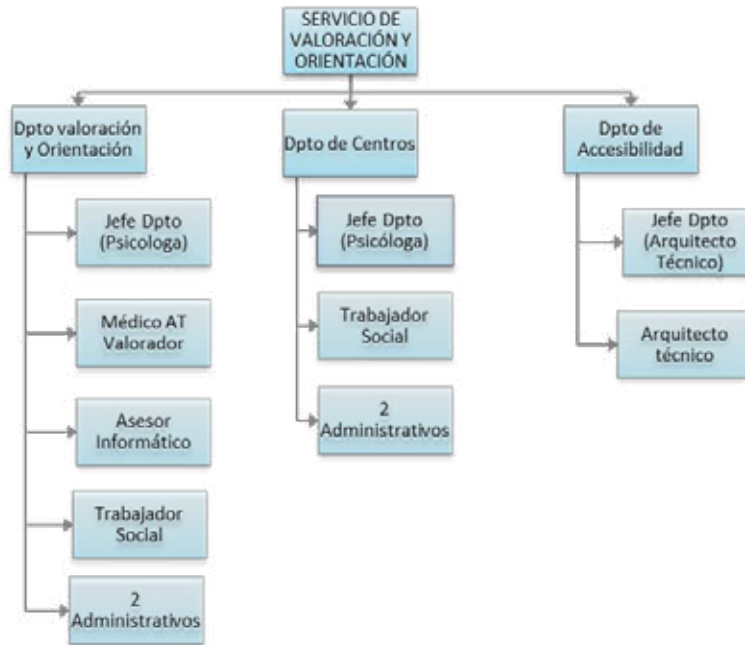 SERVICIO DE
VALORACIÓN Y
ORIENTACIÓN
Dpto valoración
y Orientación
Jefe Dpto
(Psicologa)
Médico AT
Valorador
Asesor
Informático
Trabajador
Social
2
Administrativos
Dpto de Centros
Jefe Dpto
(Psicóloga)
Trabajador
Social
2
Administrativos
Dpto de
Accesibilidad
Jefe Dpto
(Arquitecto
Técnico)
Arquitecto
técnico